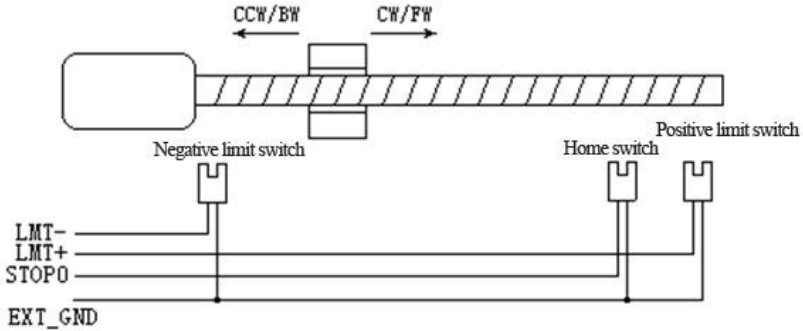 CCW/BW
CW/FW
Positive limit switch
Negative limit switch
Home switch
LMT-
LMT+
STOP0
EXT_GND